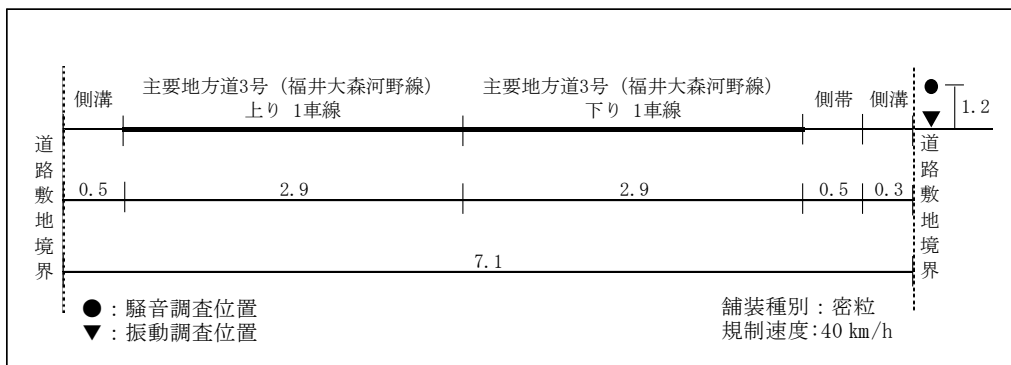 側溝
主要地方道3号（福井大森河野線）
上り 1車線
主要地方道3号（福井大森河野線）
下り 1車線
側帯
側溝
1.2
道路敷地境界
0.5
2.9
2.9
0.5
0.3
道路敷地境界
7.1
●：騒音調査位置
▼：振動調査位置
舗装種別：密粒
規制速度：40 km/h